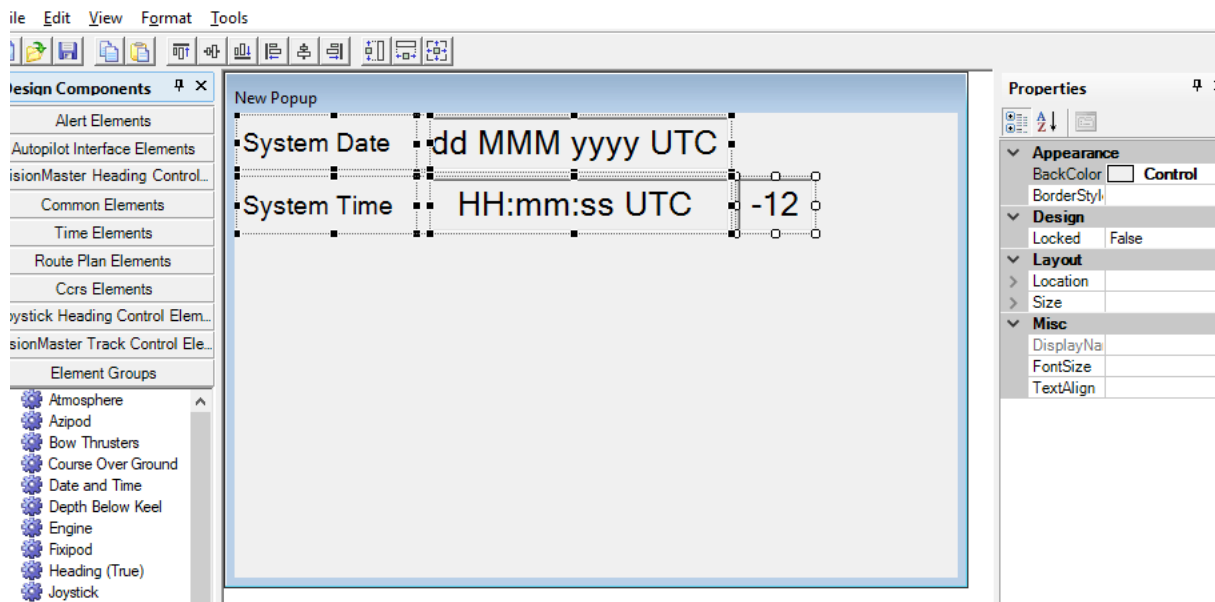 ile Edit View Format Tools
Design Components
Alert Elements
Autopilot Interface Elements
isionMaster Heading Control...
Common Elements
Time Elements
Route Plan Elements
Ccrs Elements
oystick Heading Control Elem...
sionMaster Track Control Ele...
Element Groups
Atmosphere
Azipod
Bow Thrusters
Course Over Ground
Date and Time
Depth Below Keel
Engine
Fixipod
Heading (True)
Joystick
New Popup
System Date dd MMM yyyy UTC
System Time HH:mm:ss UTC -12
Properties
Appearance
BackColor Control
BorderStyl
Design
Locked False
Layout
Location
Size
Misc
DisplayNa
FontSize
TextAlign